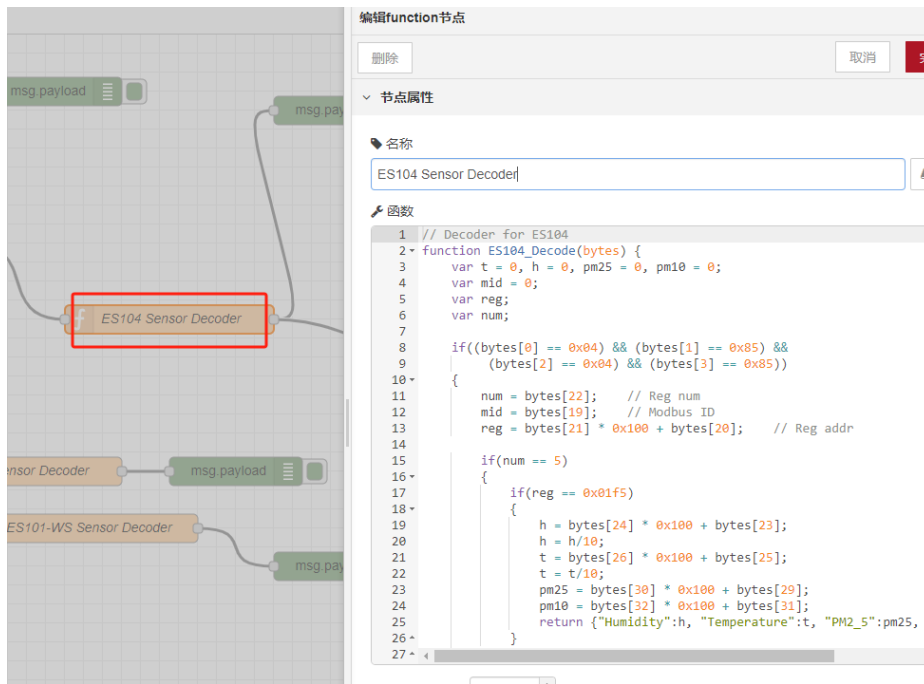 编辑function节点
删除
取消
节点属性
名称
ES104 Sensor Decoder
函数
1 // Decoder for ES104
2 function ES104_Decode(bytes) {
3 var t = 0, h = 0, pm25 = 0, pm10 = 0;
4 var mid = 0;
5 var reg;
6 var num;
7
8 if((bytes[0] == 0x04) && (bytes[1] == 0x85) &&
9 (bytes[2] == 0x04) && (bytes[3] == 0x85))
10 {
11 num = bytes[22]; // Reg num
12 mid = bytes[19]; // Modbus ID
13 reg = bytes[21] * 0x100 + bytes[20]; // Reg addr
14
15 if(num == 5)
16 {
17 if(reg == 0x01f5)
18 {
19 h = bytes[24] * 0x100 + bytes[23];
20 h = h/10;
21 t = bytes[26] * 0x100 + bytes[25];
22 t = t/10;
23 pm25 = bytes[30] * 0x100 + bytes[29];
24 pm10 = bytes[32] * 0x100 + bytes[31];
25 return {"Humidity":h, "Temperature":t, "PM2_5":pm25,
26 }
27
msg.payload
msg.pay
ES104 Sensor Decoder
ensor Decoder
msg.payload
ES101-WS Sensor Decoder
msg.pay